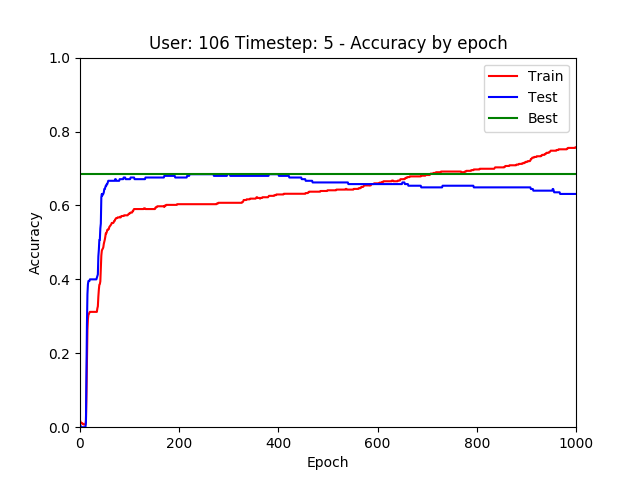 User: 106 Timestep: 5 - Accuracy by epoch
1.0
0.8
0.6
0.4
0.2
0.0
Accuracy
Train
Test
Best
0 200 400 600 800 1000
Epoch